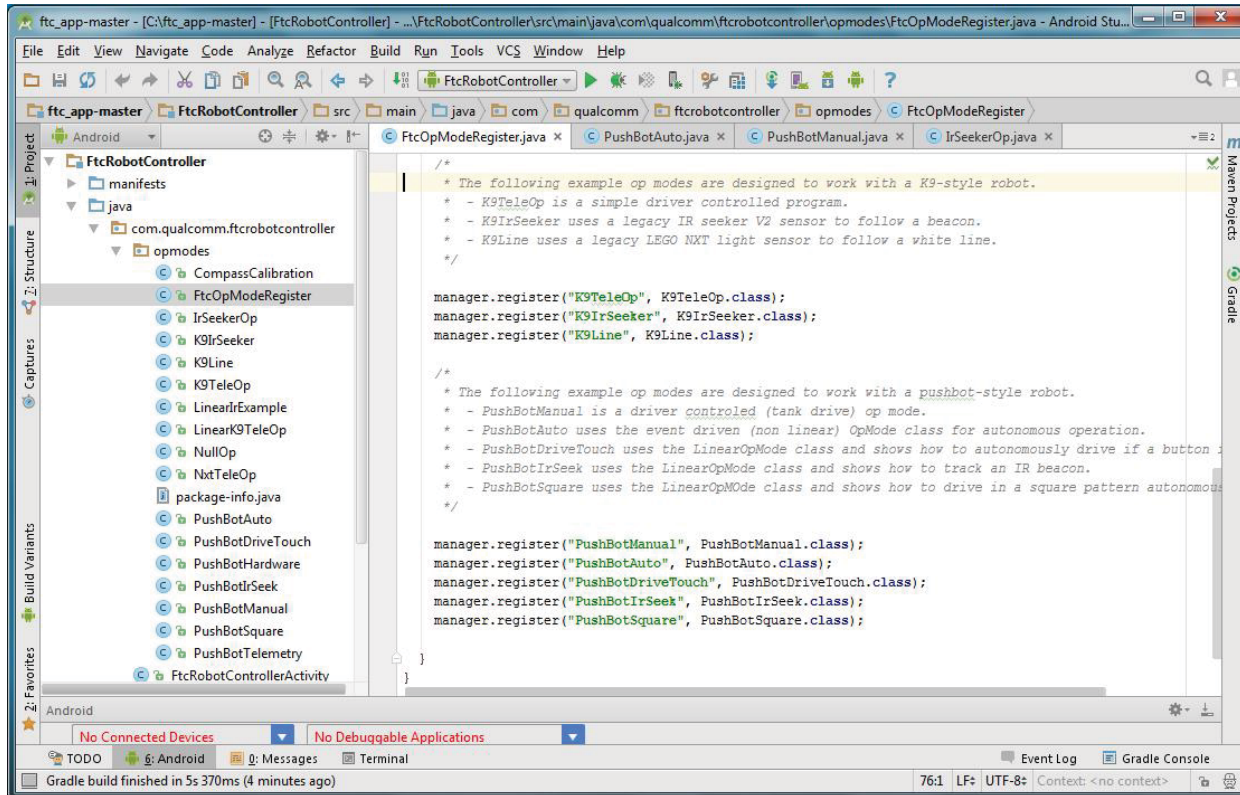 ftc_app-master - [C:\ftc_app-master] - [FtcRobotController] - ...\FtcRobotController\src\main\java\com\qualcomm\ftcrobotcontroller\opmodes\FtcOpModeRegister.java - Android Stu...
File Edit View Navigate Code Analyze Refactor Build Run Tools VCS Window Help
FtcRobotController
ftc_app-master FtcRobotController src main java com qualcomm ftcrobotcontroller opmodes FtcOpModeRegister
1: Project
7: Structure
Captures
Build Variants
2: Favorites
Android
FtcRobotController
manifests
java
com.qualcomm.ftcrobotcontroller
opmodes
CompassCalibration
FtcOpModeRegister
IrSeekerOp
K9IrSeeker
K9Line
K9TeleOp
LinearIrExample
LinearK9TeleOp
NullOp
NxtTeleOp
package-info.java
PushBotAuto
PushBotDriveTouch
PushBotHardware
PushBotIrSeek
PushBotManual
PushBotSquare
PushBotTelemetry
FtcRobotControllerActivity
FtcOpModeRegister.java PushBotAuto.java PushBotManual.java IrSeekerOp.java 2
/*
* The following example op modes are designed to work with a K9-style robot.
* - K9TeleOp is a simple driver controlled program.
* - K9IrSeeker uses a legacy IR seeker V2 sensor to follow a beacon.
* - K9Line uses a legacy LEGO NXT light sensor to follow a white line.
*/
manager.register("K9TeleOp", K9TeleOp.class);
manager.register("K9IrSeeker", K9IrSeeker.class);
manager.register("K9Line", K9Line.class);
/*
* The following example op modes are designed to work with a pushbot-style robot.
* - PushBotManual is a driver controled (tank drive) op mode.
* - PushBotAuto uses the event driven (non linear) OpMode class for autonomous operation.
* - PushBotDriveTouch uses the LinearOpMode class and shows how to autonomously drive if a button i
* - PushBotIrSeek uses the LinearOpMode class and shows how to track an IR beacon.
* - PushBotSquare uses the LinearOpMOde class and shows how to drive in a square pattern autonomous
*/
manager.register("PushBotManual", PushBotManual.class);
manager.register("PushBotAuto", PushBotAuto.class);
manager.register("PushBotDriveTouch", PushBotDriveTouch.class);
manager.register("PushBotIrSeek", PushBotIrSeek.class);
manager.register("PushBotSquare", PushBotSquare.class);
}
}
m
Maven Projects
Gradle
Android
No Connected Devices No Debuggable Applications
TODO 6: Android 0: Messages Terminal Event Log Gradle Console
Gradle build finished in 5s 370ms (4 minutes ago) 76:1 LF UTF-8 Context: <no context>